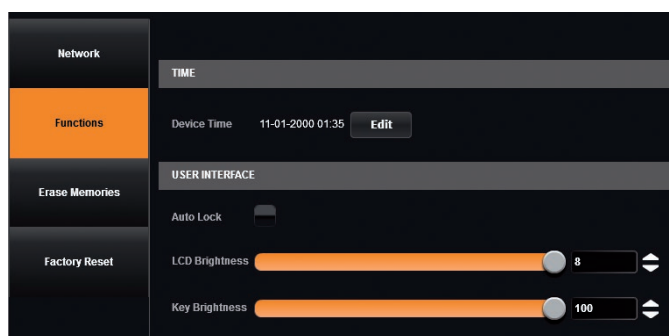 Network
Functions
Erase Memories
Factory Reset
TIME
Device Time 11-01-2000 01:35 Edit
USER INTERFACE
Auto Lock
LCD Brightness 8
Key Brightness 100